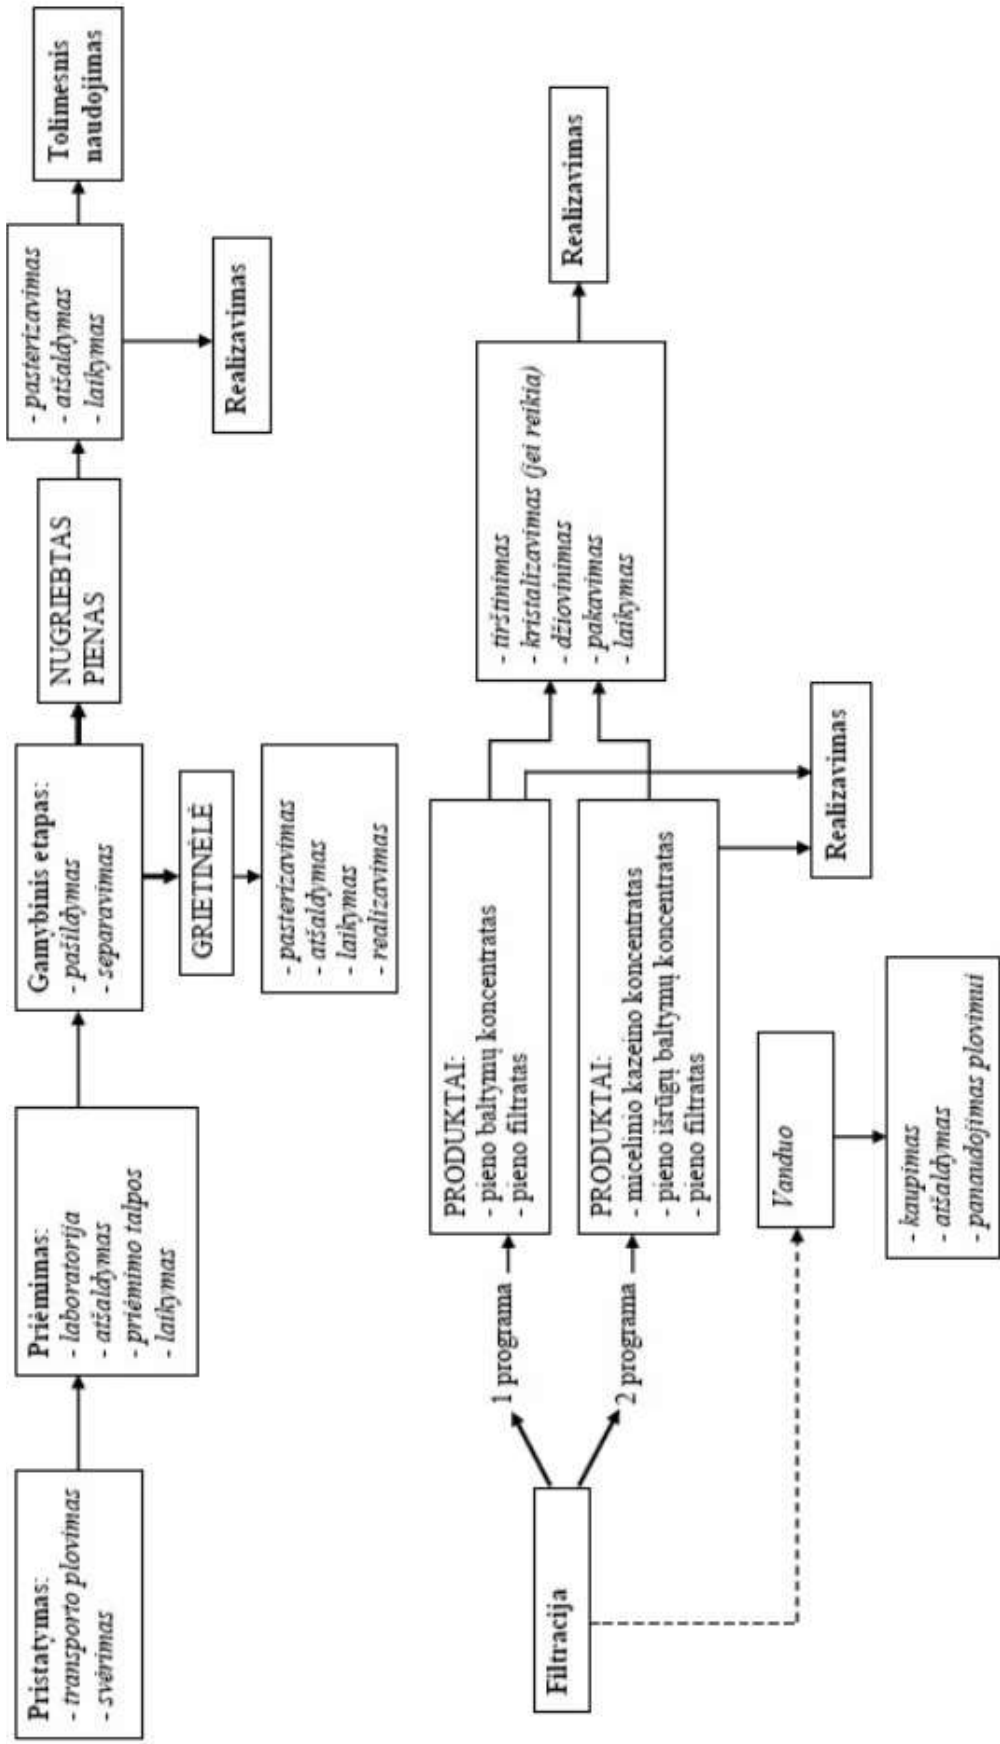 Pristatymas:
- transporto plovimas
- svėrimas
Priėmimas:
- laboratorija
- atšaldymas
- priėmimo talpos
- laikymas
Gamybinis etapas:
- pašildymas
- separavimas
GRIETINĖLĖ
- pasterizavimas
- atšaldymas
- laikymas
- realizavimas
NUGRIEBTAS
PIENAS
- pasterizavimas
- atšaldymas
- laikymas
Realizavimas
Tolimesnis
naudojimas
Filtracija
1 programa
2 programa
PRODUKTAI:
- pieno baltymų koncentratas
- pieno filtratas
PRODUKTAI:
- micelinio kazeino koncentratas
- pieno išrūgų baltymų koncentratas
- pieno filtratas
Vanduo
- kaupimas
- atšaldymas
- panaudojimas plovimui
- tirštinimas
- kristalizavimas (jei reikia)
- džiovinimas
- pakavimas
- laikymas
Realizavimas
Realizavimas